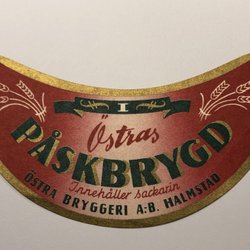 I
Östras
PÅSKBRYGD
Innehåller sackarin
ÖSTRA BRYGGERI A.-B. HALMSTAD